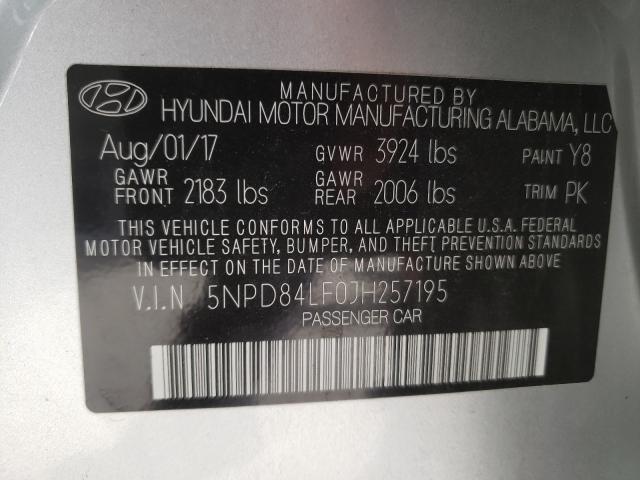 MANUFACTURED BY
HYUNDAI MOTOR MANUFACTURING ALABAMA, LLC
Aug/01/17 GVWR 3924 lbs PAINT Y8
GAWR FRONT 2183 lbs GAWR REAR 2006 lbs TRIM PK
THIS VEHICLE CONFORMS TO ALL APPLICABLE U.S.A. FEDERAL
MOTOR VEHICLE SAFETY, BUMPER, AND THEFT PREVENTION STANDARDS
IN EFFECT ON THE DATE OF MANUFACTURE SHOWN ABOVE.
V.I.N 5NPD84LF0JH257195
PASSENGER CAR